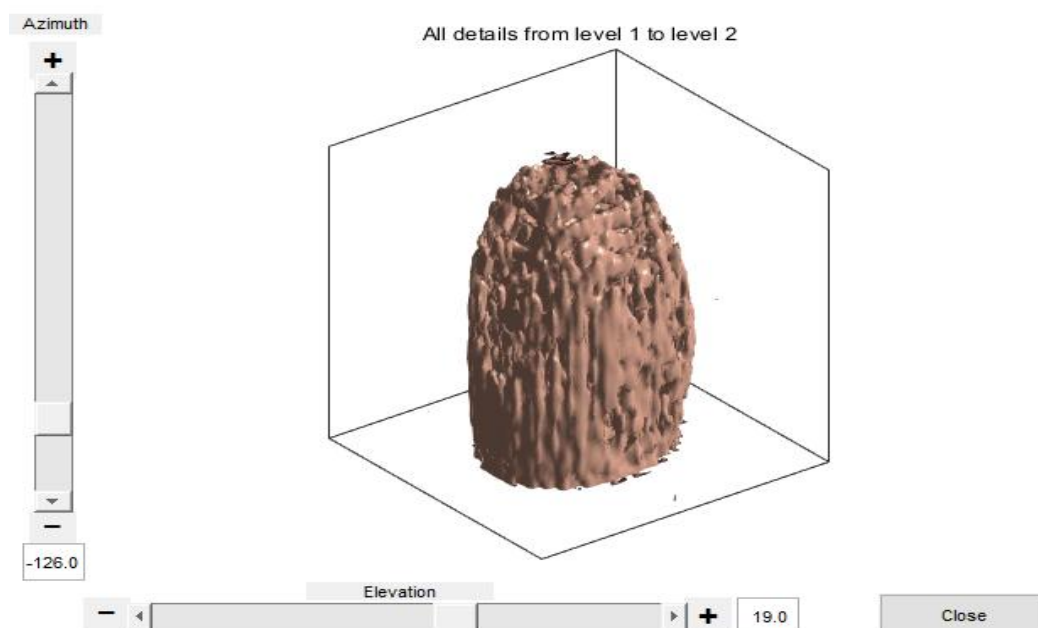 Azimuth
All details from level 1 to level 2
+
−
-126.0
Elevation
−
+
19.0
Close